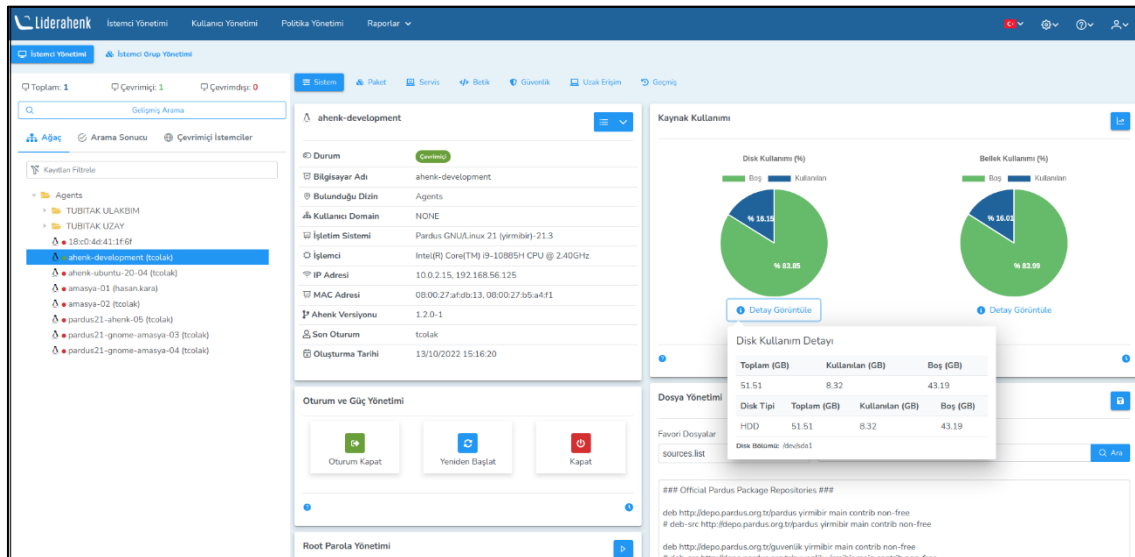 Liderahenk İstemci Yönetimi Kullanıcı Yönetimi Politika Yönetimi Raporlar
İstemci Yönetimi İstemci Grup Yönetimi
Toplam: 1 Çevrimiçi: 1 Çevrimdışı: 0
Gelişmiş Arama
Ağaç Arama Sonucu Çevrimiçi İstemciler
Kayıtları Filtrele
Agents
TUBITAK ULAKBIM
TUBITAK UZAY
18:c0:4d:41:1f:6f
ahenk-development (tcolak)
ahenk-ubuntu-20-04 (tcolak)
amasya-01 (hasan.kara)
amasya-02 (tcolak)
pardus21-ahenk-05 (tcolak)
pardus21-gnome-amasya-03 (tcolak)
pardus21-gnome-amasya-04 (tcolak)
Sistem Paket Servis Betik Güvenlik Uzak Erişim Geçmiş
ahenk-development
Durum Çevrimiçi
Bilgisayar Adı ahenk-development
Bulunduğu Dizin Agents
Kullanıcı Domain NONE
İşletim Sistemi Pardus GNU/Linux 21 (yirmibir)-21.3
İşlemci Intel(R) Core(TM) i9-10885H CPU @ 2.40GHz
IP Adresi 10.0.2.15, 192.168.56.125
MAC Adresi 08:00:27:af:db:13, 08:00:27:b5:a4:f1
Ahenk Versiyonu 1.2.0-1
Son Oturum tcolak
Oluşturma Tarihi 13/10/2022 15:16:20
Oturum ve Güç Yönetimi
Oturum Kapat Yeniden Başlat Kapat
Root Parola Yönetimi
Kaynak Kullanımı
Disk Kullanımı (%)
Boş Kullanılan
% 16.15
% 83.85
Detay Görüntüle
Bellek Kullanımı (%)
Boş Kullanılan
% 16.01
% 83.99
Detay Görüntüle
Disk Kullanım Detayı
Toplam (GB) Kullanılan (GB) Boş (GB)
51.51 8.32 43.19
Disk Tipi Toplam (GB) Kullanılan (GB) Boş (GB)
HDD 51.51 8.32 43.19
Disk Bölümü: /dev/sda1
Dosya Yönetimi
Favori Dosyalar
sources.list
Ara
### Official Pardus Package Repositories ###
deb http://depo.pardus.org.tr/pardus yirmibir main contrib non-free
# deb-src http://depo.pardus.org.tr/pardus yirmibir main contrib non-free
deb http://depo.pardus.org.tr/guvenlik yirmibir main contrib non-free